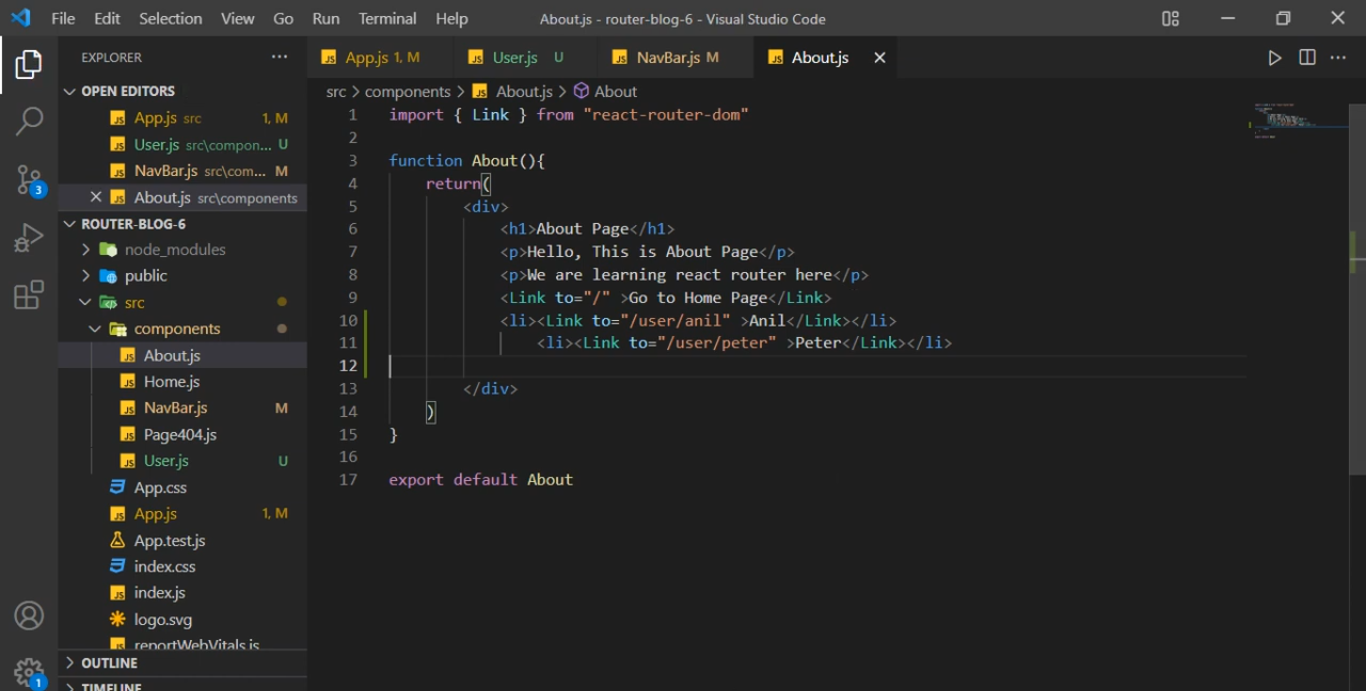 File Edit Selection View Go Run Terminal Help About.js - router-blog-6 - Visual Studio Code
EXPLORER
App.js 1, M User.js U NavBar.js M About.js
OPEN EDITORS
App.js src 1, M
User.js src\compon... U
NavBar.js src\com... M
About.js src\components
ROUTER-BLOG-6
node_modules
public
src
components
About.js
Home.js
NavBar.js M
Page404.js
User.js U
App.css
App.js 1, M
App.test.js
index.css
index.js
logo.svg
reportWebVitals.js
OUTLINE
TIMELINE
3
1
src > components > About.js > About
1 import { Link } from "react-router-dom"
2
3 function About(){
4 return(
5 <div>
6 <h1>About Page</h1>
7 <p>Hello, This is About Page</p>
8 <p>We are learning react router here</p>
9 <Link to="/" >Go to Home Page</Link>
10 <li><Link to="/user/anil" >Anil</Link></li>
11 <li><Link to="/user/peter" >Peter</Link></li>
12
13 </div>
14 )
15 }
16
17 export default About